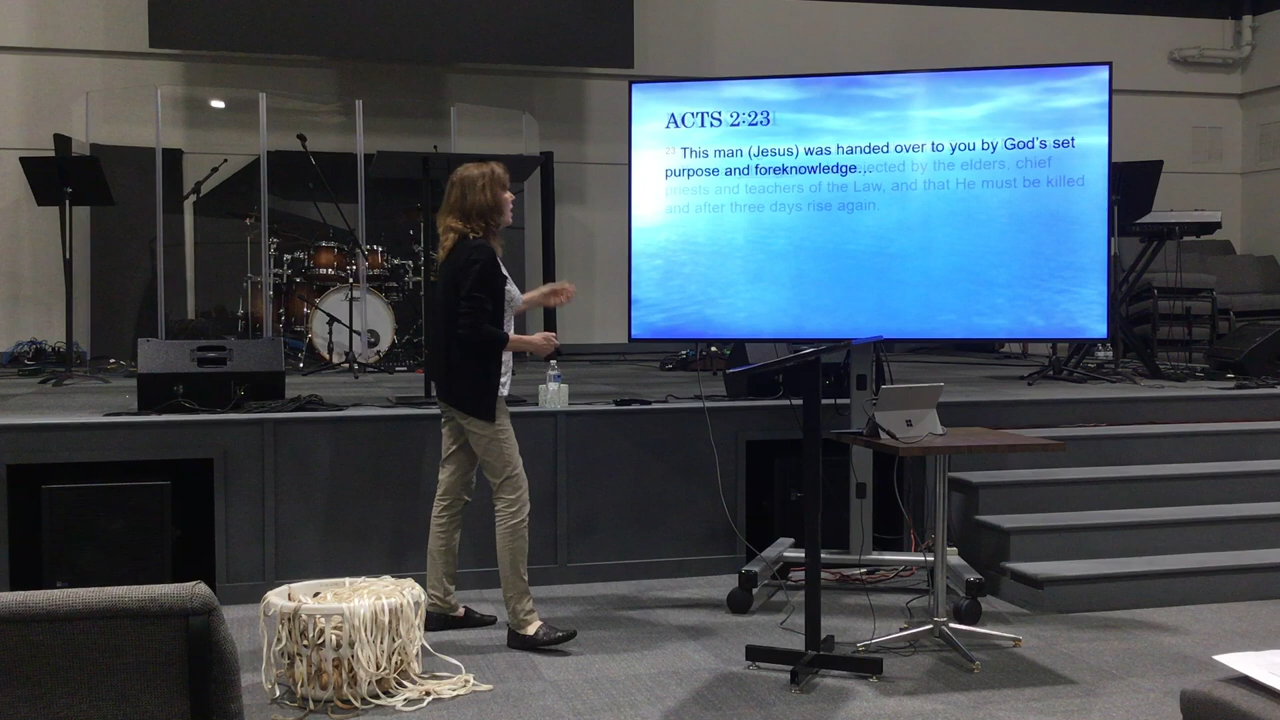 ACTS 2:23
23 This man (Jesus) was handed over to you by God's set
purpose and foreknowledge...
ejected by the elders, chief
priests and teachers of the Law, and that He must be killed
and after three days rise again.